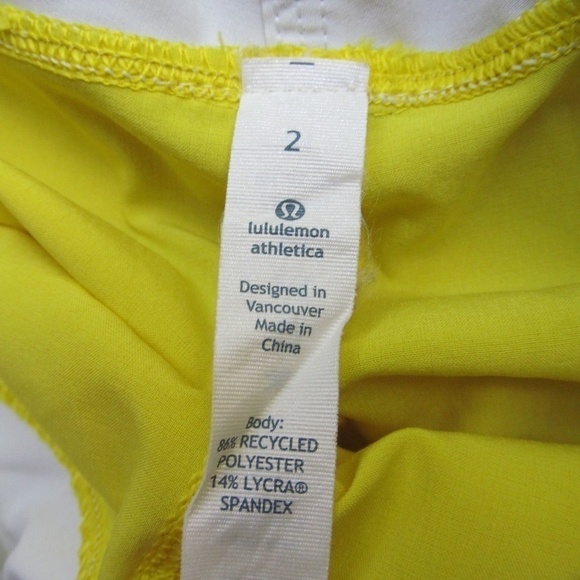 2
lululemon
athletica
Designed in
Vancouver
Made in
China
Body:
86% RECYCLED
POLYESTER
14% LYCRA®
SPANDEX